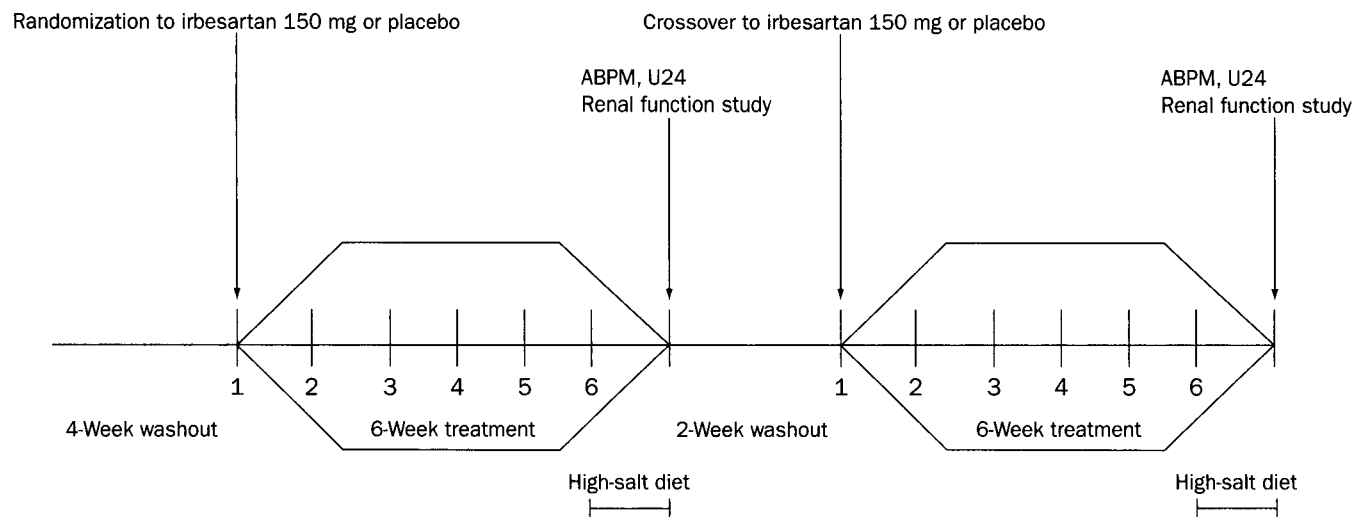 Randomization to irbesartan 150 mg or placebo
Crossover to irbesartan 150 mg or placebo
ABPM, U24
Renal function study
ABPM, U24
Renal function study
1 2 3 4 5 6 1 2 3 4 5 6
4-Week washout 6-Week treatment 2-Week washout 6-Week treatment
High-salt diet High-salt diet